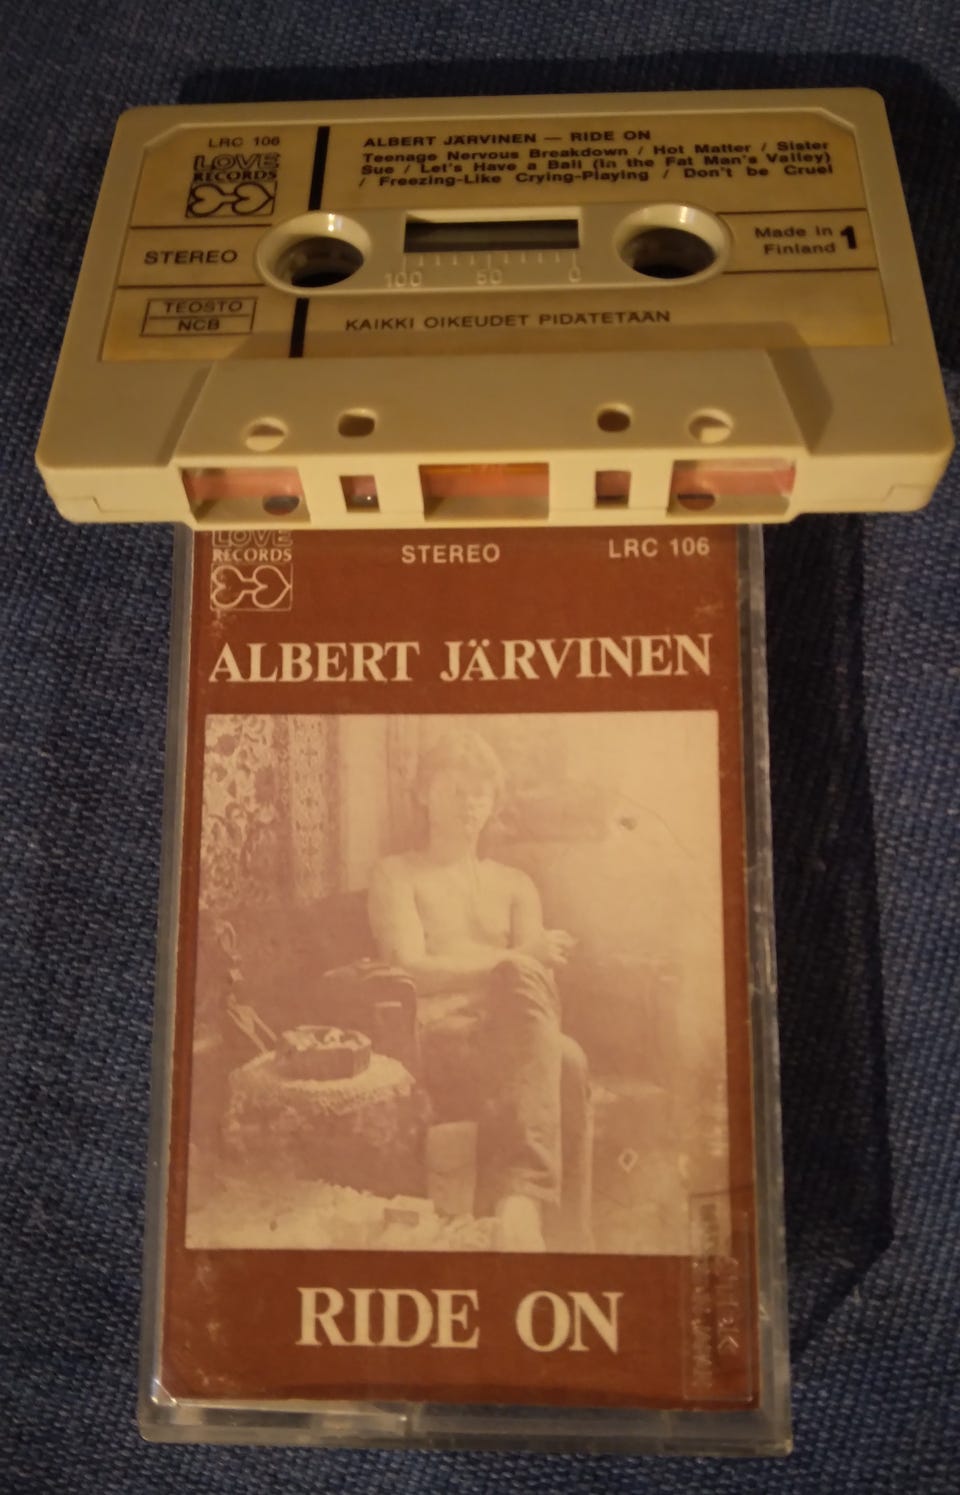 LRC 106
LOVE
RECORDS
ALBERT JÄRVINEN — RIDE ON
Teenage Nervous Breakdown / Hot Matter / Sister
Sue / Let's Have a Ball (In the Fat Man's Valley)
/ Freezing-Like Crying-Playing / Don't be Cruel
STEREO
Made in
Finland
1
100 50 0
TEOSTO
NCB
KAIKKI OIKEUDET PIDÄTETÄÄN
LOVE
RECORDS
STEREO
LRC 106
ALBERT JÄRVINEN
RIDE ON